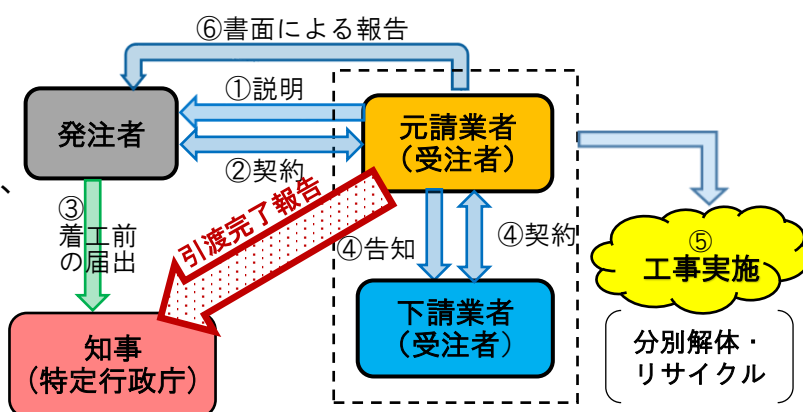 ⑥書面による報告
①説明
発注者
元請業者
（受注者）
②契約
、
③
着工前
の届出
引渡完了報告
④告知
④契約
⑤
工事実施
知事
（特定行政庁）
下請業者
（受注者）
分別解体・
リサイクル